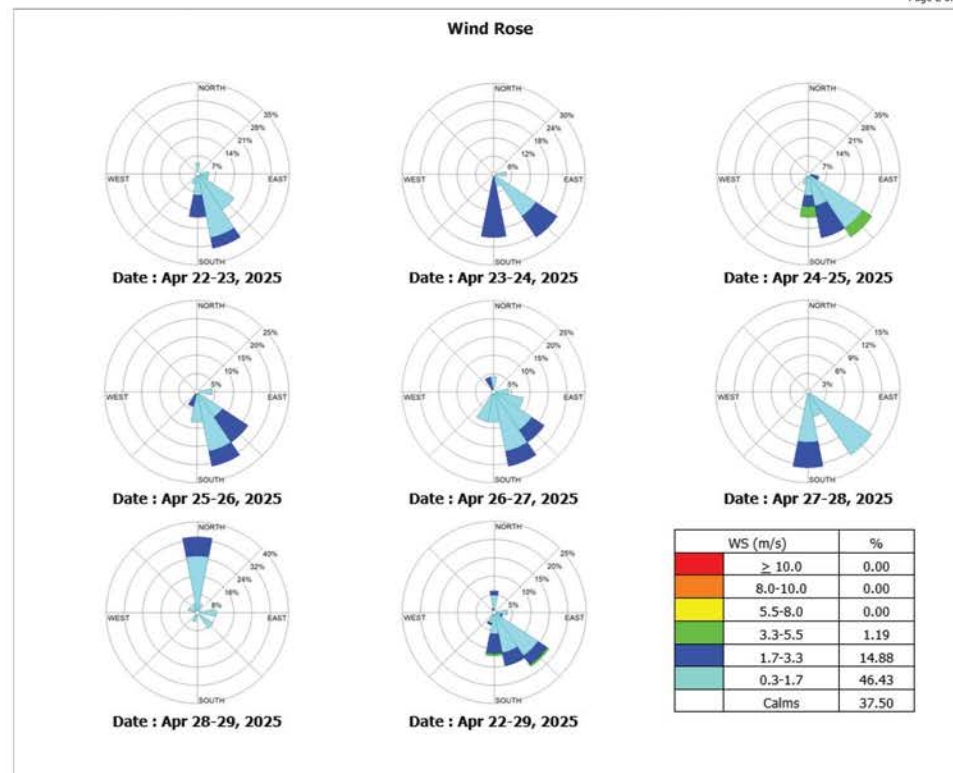 Wind Rose
NORTH
35%
28%
21%
14%
7%
WEST
EAST
SOUTH
Date : Apr 22-23, 2025
NORTH
30%
24%
18%
12%
6%
WEST
EAST
SOUTH
Date : Apr 23-24, 2025
NORTH
35%
28%
21%
14%
7%
WEST
EAST
SOUTH
Date : Apr 24-25, 2025
NORTH
25%
20%
15%
10%
5%
WEST
EAST
SOUTH
Date : Apr 25-26, 2025
NORTH
25%
20%
15%
10%
5%
WEST
EAST
SOUTH
Date : Apr 26-27, 2025
NORTH
15%
12%
9%
6%
3%
WEST
EAST
SOUTH
Date : Apr 27-28, 2025
NORTH
40%
32%
24%
16%
8%
WEST
EAST
SOUTH
Date : Apr 28-29, 2025
NORTH
25%
20%
15%
10%
5%
WEST
EAST
SOUTH
Date : Apr 22-29, 2025
WS (m/s) %
≥ 10.0 0.00
8.0-10.0 0.00
5.5-8.0 0.00
3.3-5.5 1.19
1.7-3.3 14.88
0.3-1.7 46.43
Calms 37.50